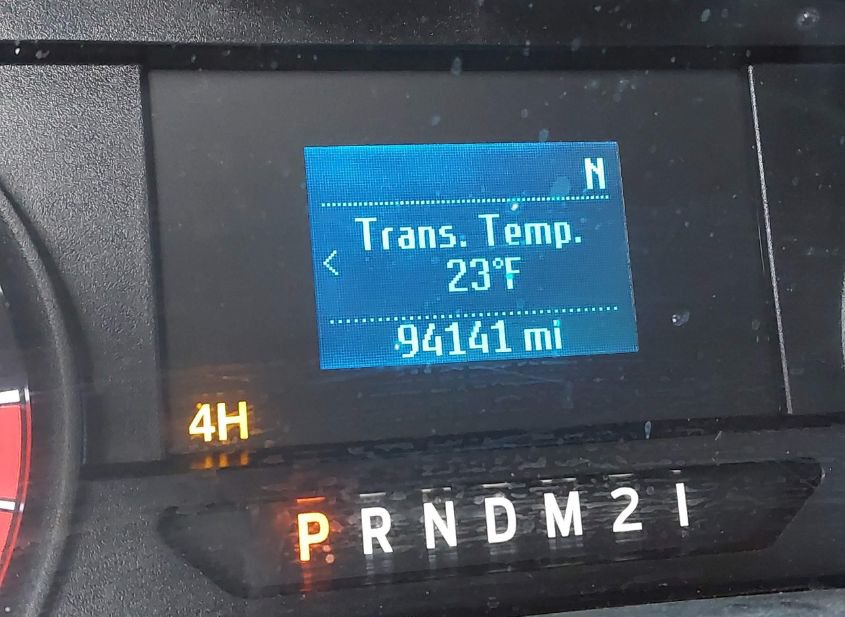 N
Trans. Temp.
<
23°F
94141 mi
4H
P R N D M 2 1